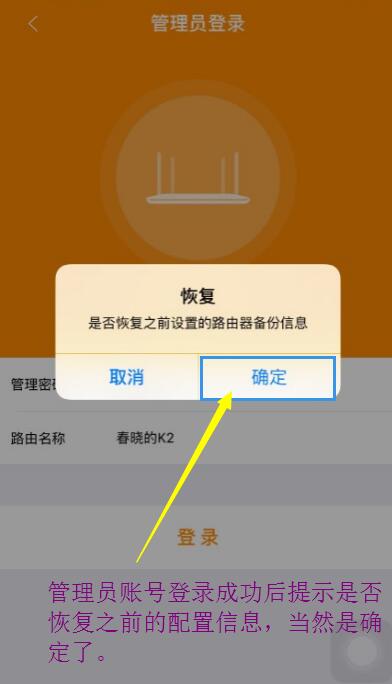 管理员登录
恢复
是否恢复之前设置的路由器备份信息
取消 确定
管理密
路由名称 春晓的K2
登录
管理员账号登录成功后提示是否
恢复之前的配置信息，当然是确
定了。